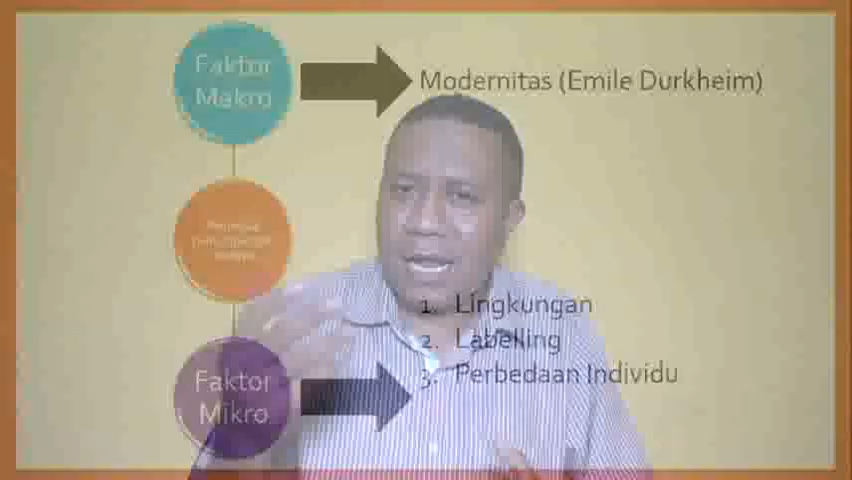 Faktor
Makro
Modernitas (Emile Durkheim)
1. Lingkungan
2. Labelling
3. Perbedaan Individu
Faktor
Mikro